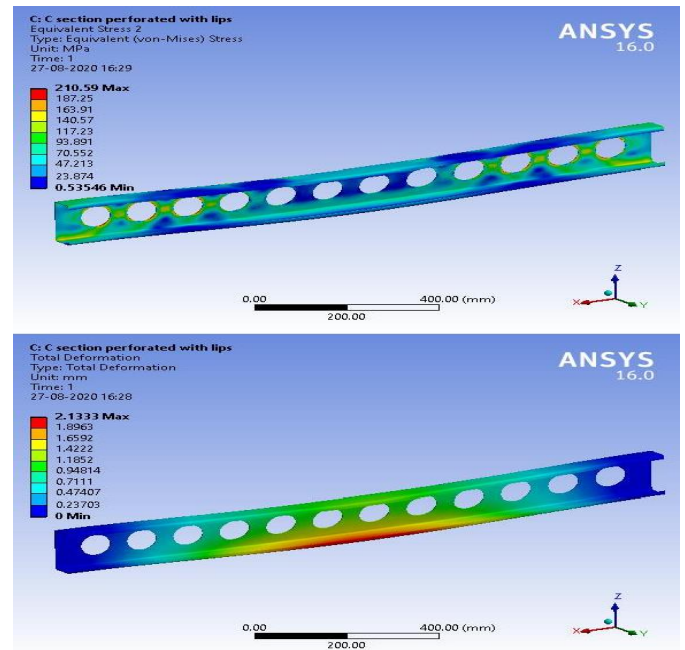 C: C section perforated with lips
Equivalent Stress 2
Type: Equivalent (von-Mises) Stress
Unit: MPa
Time: 1
27-08-2020 16:29
ANSYS
16.0
210.59 Max
187.25
163.91
140.57
117.23
93.891
70.552
47.213
23.874
0.53546 Min
0.00 400.00 (mm)
200.00
Z
X Y
C: C section perforated with lips
Total Deformation
Type: Total Deformation
Unit: mm
Time: 1
27-08-2020 16:28
ANSYS
16.0
2.1333 Max
1.8963
1.6592
1.4222
1.1852
0.94814
0.7111
0.47407
0.23703
0 Min
0.00 400.00 (mm)
200.00
Z
X Y